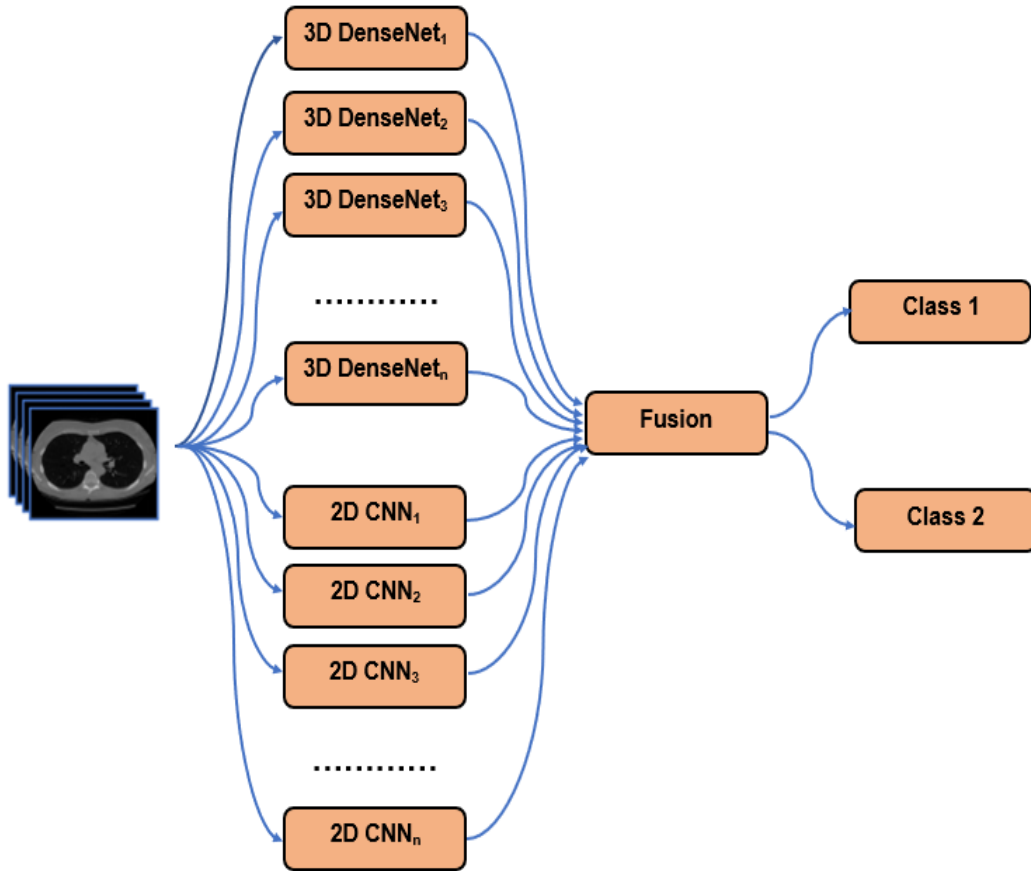 3D DenseNet₁
3D DenseNet₂
3D DenseNet₃
............
3D DenseNetₙ
2D CNN₁
2D CNN₂
2D CNN₃
............
2D CNNₙ
Fusion
Class 1
Class 2